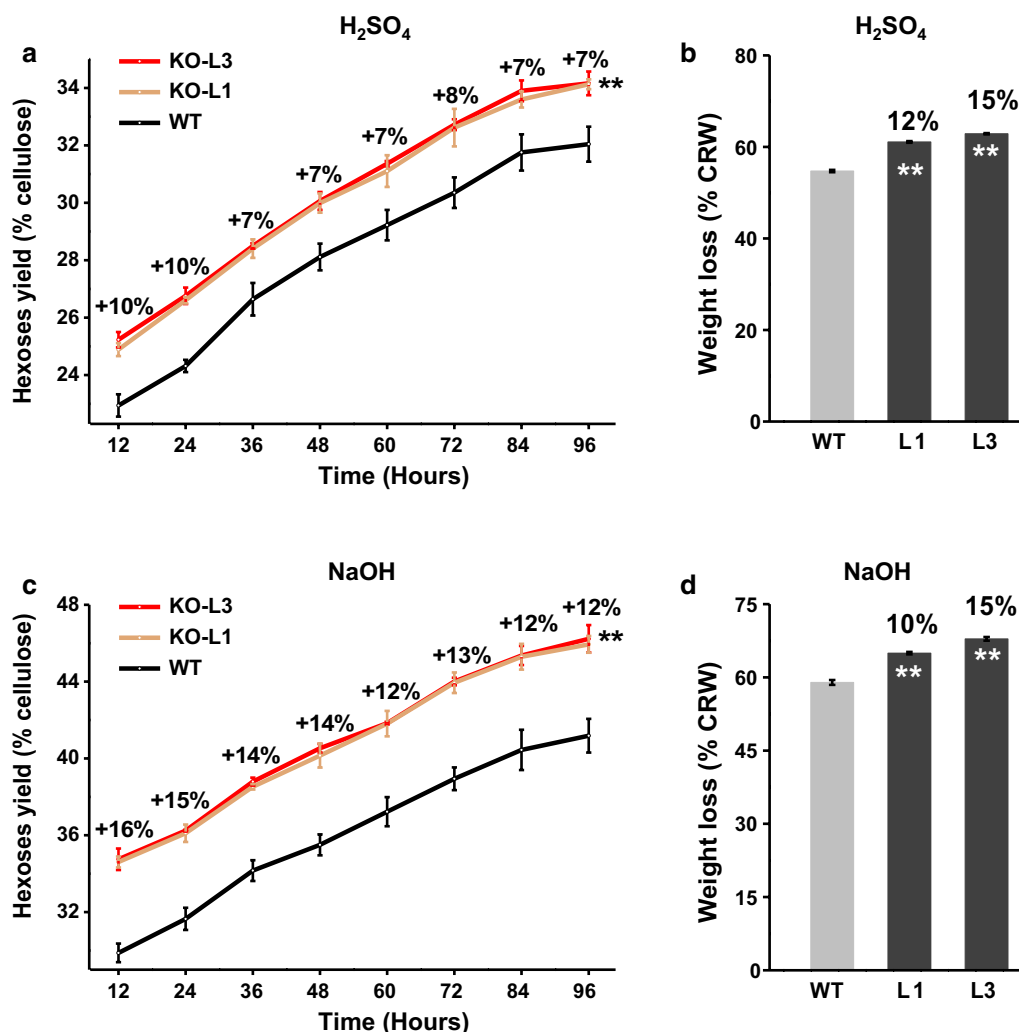 a
H₂SO₄
KO-L3
KO-L1
WT
+10%
+10%
+7%
+7%
+7%
+8%
+7%
+7%
**
34
32
30
28
26
24
Hexoses yield (% cellulose)
12 24 36 48 60 72 84 96
Time (Hours)
b
H₂SO₄
80
60
40
20
0
Weight loss (% CRW)
12%
15%
**
**
WT L1 L3
c
NaOH
KO-L3
KO-L1
WT
+16%
+15%
+14%
+14%
+12%
+13%
+12%
+12%
**
48
44
40
36
32
Hexoses yield (% cellulose)
12 24 36 48 60 72 84 96
Time (Hours)
d
NaOH
75
60
45
30
15
0
Weight loss (% CRW)
10%
15%
**
**
WT L1 L3